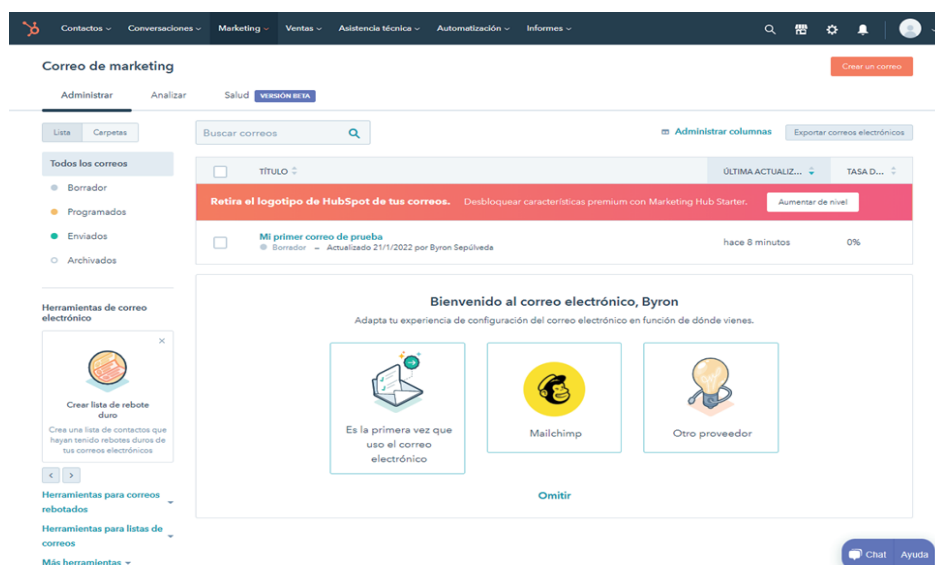 Contactos Conversaciones Marketing Ventas Asistencia técnica Automatización Informes
Correo de marketing
Crear un correo
Administrar Analizar Salud VERSIÓN BETA
Lista Carpetas
Buscar correos
Administrar columnas
Exportar correos electrónicos
Todos los correos
Borrador
Programados
Enviados
Archivados
TÍTULO ÚLTIMA ACTUALIZ... TASA D...
Retira el logotipo de HubSpot de tus correos. Desbloquear características premium con Marketing Hub Starter. Aumentar de nivel
Mi primer correo de prueba
Borrador – Actualizado 21/1/2022 por Byron Sepúlveda
hace 8 minutos 0%
Herramientas de correo
electrónico
Crear lista de rebote
duro
Crea una lista de contactos que
hayan tenido rebotes duros de
tus correos electrónicos
Herramientas para correos
rebotados
Herramientas para listas de
correos
Más herramientas
Bienvenido al correo electrónico, Byron
Adapta tu experiencia de configuración del correo electrónico en función de dónde vienes.
Es la primera vez que
uso el correo
electrónico
Mailchimp
Otro proveedor
Omitir
Chat Ayuda